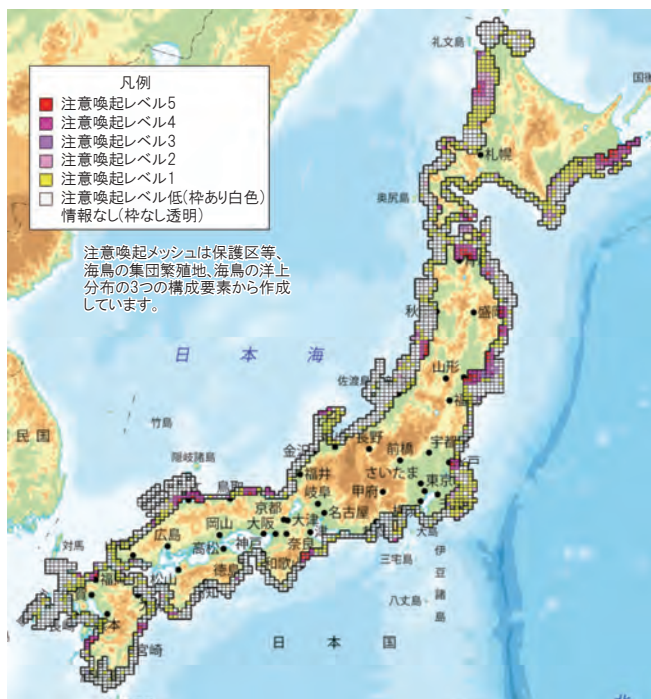 礼文島
国後
凡例
注意喚起レベル5
注意喚起レベル4
注意喚起レベル3
注意喚起レベル2
注意喚起レベル1
注意喚起レベル低(枠あり白色)
情報なし(枠なし透明)
札幌
奥尻島
注意喚起メッシュは保護区等、
海鳥の集団繁殖地、海鳥の洋上
分布の3つの構成要素から作成
しています。
秋
盛岡
日本海
佐渡島
山形
福
竹島
民国
隠岐諸島
金沢
長野
前橋
宇都
戸
さいたま
福井
鳥取
岐阜
甲府
東京
京都
岡山
大阪
大津
名古屋
対馬
広島
高松
神戸
奈良
大島
伊豆諸島
三宅島
松山
徳島
和歌
福
八丈島
長崎
本
宮崎
日本国
北